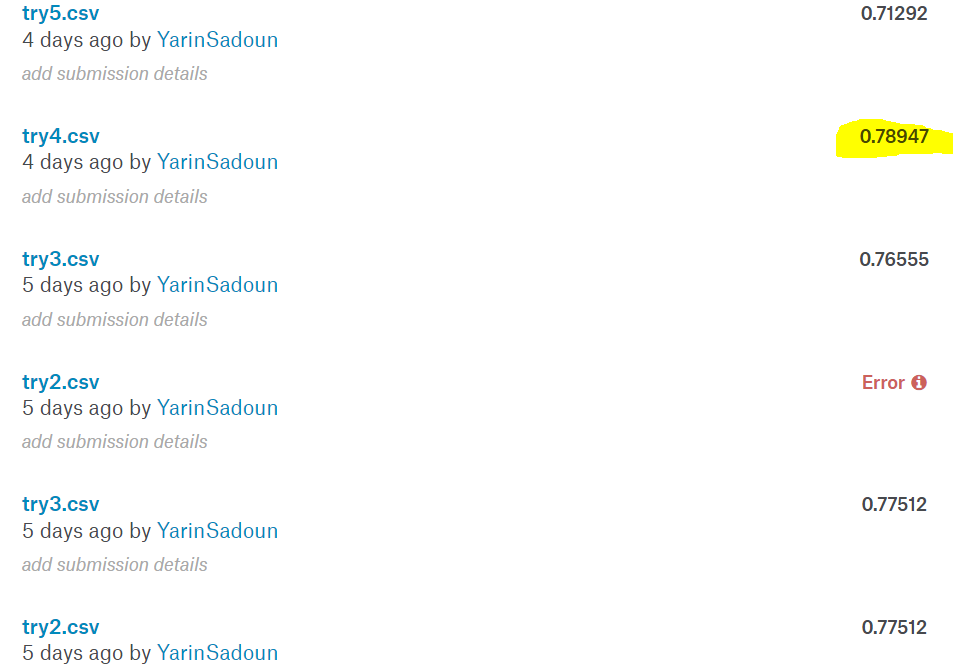 try5.csv 0.71292
4 days ago by YarinSadoun
add submission details
try4.csv 0.78947
4 days ago by YarinSadoun
add submission details
try3.csv 0.76555
5 days ago by YarinSadoun
add submission details
try2.csv Error
5 days ago by YarinSadoun
add submission details
try3.csv 0.77512
5 days ago by YarinSadoun
add submission details
try2.csv 0.77512
5 days ago by YarinSadoun